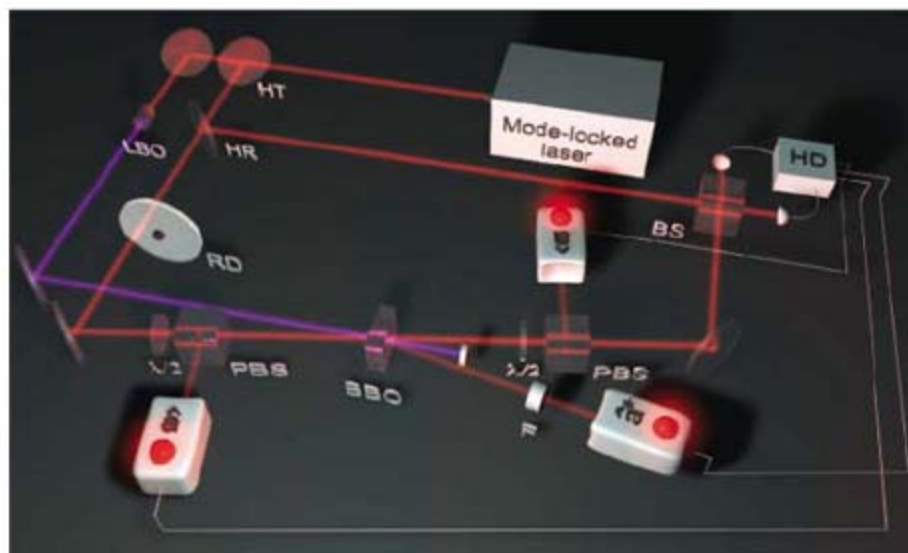 HT
Mode-locked
laser
LBO
HR
HD
BS
RD
λ/2
PBS
BBO
λ/2
PBS
F